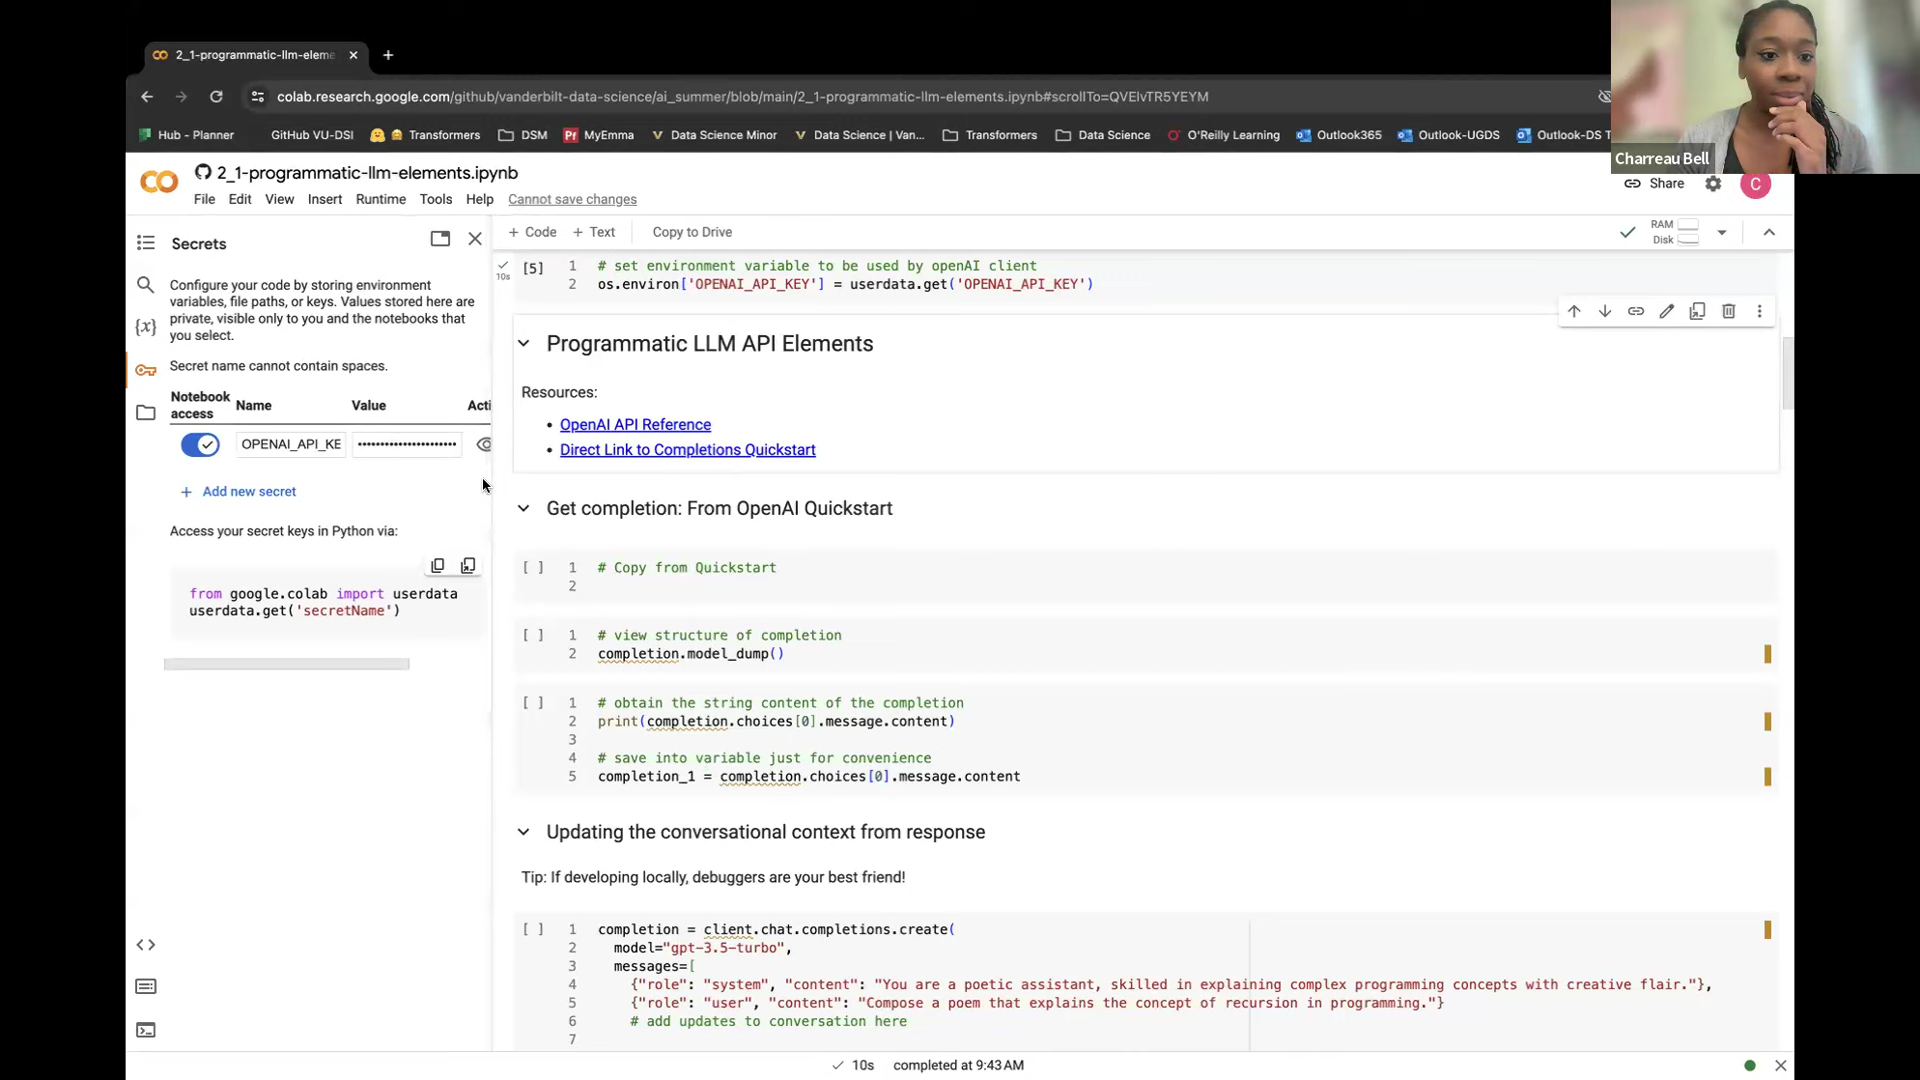 2_1-programmatic-llm-eleme
colab.research.google.com/github/vanderbilt-data-science/ai_summer/blob/main/2_1-programmatic-llm-elements.ipynb#scrollTo=QVElvTR5YEYM
Hub - Planner GitHub VU-DSI Transformers DSM MyEmma Data Science Minor Data Science | Van... Transformers Data Science O'Reilly Learning Outlook365 Outlook-UGDS Outlook-DS T
Charreau Bell
2_1-programmatic-llm-elements.ipynb
Share
C
File Edit View Insert Runtime Tools Help Cannot save changes
Secrets
+ Code + Text Copy to Drive
RAM
Disk
Configure your code by storing environment
variables, file paths, or keys. Values stored here are
private, visible only to you and the notebooks that
you select.
Secret name cannot contain spaces.
Notebook
access Name Value Acti
OPENAI_API_KE ••••••••••••••••••••••
+ Add new secret
Access your secret keys in Python via:
from google.colab import userdata
userdata.get('secretName')
10s
[5] 1 # set environment variable to be used by openAI client
2 os.environ['OPENAI_API_KEY'] = userdata.get('OPENAI_API_KEY')
Programmatic LLM API Elements
Resources:
• OpenAI API Reference
• Direct Link to Completions Quickstart
Get completion: From OpenAI Quickstart
[ ] 1 # Copy from Quickstart
2
[ ] 1 # view structure of completion
2 completion.model_dump()
[ ] 1 # obtain the string content of the completion
2 print(completion.choices[0].message.content)
3
4 # save into variable just for convenience
5 completion_1 = completion.choices[0].message.content
Updating the conversational context from response
Tip: If developing locally, debuggers are your best friend!
[ ] 1 completion = client.chat.completions.create(
2 model="gpt-3.5-turbo",
3 messages=[
4 {"role": "system", "content": "You are a poetic assistant, skilled in explaining complex programming concepts with creative flair."},
5 {"role": "user", "content": "Compose a poem that explains the concept of recursion in programming."}
6 # add updates to conversation here
7
10s completed at 9:43 AM